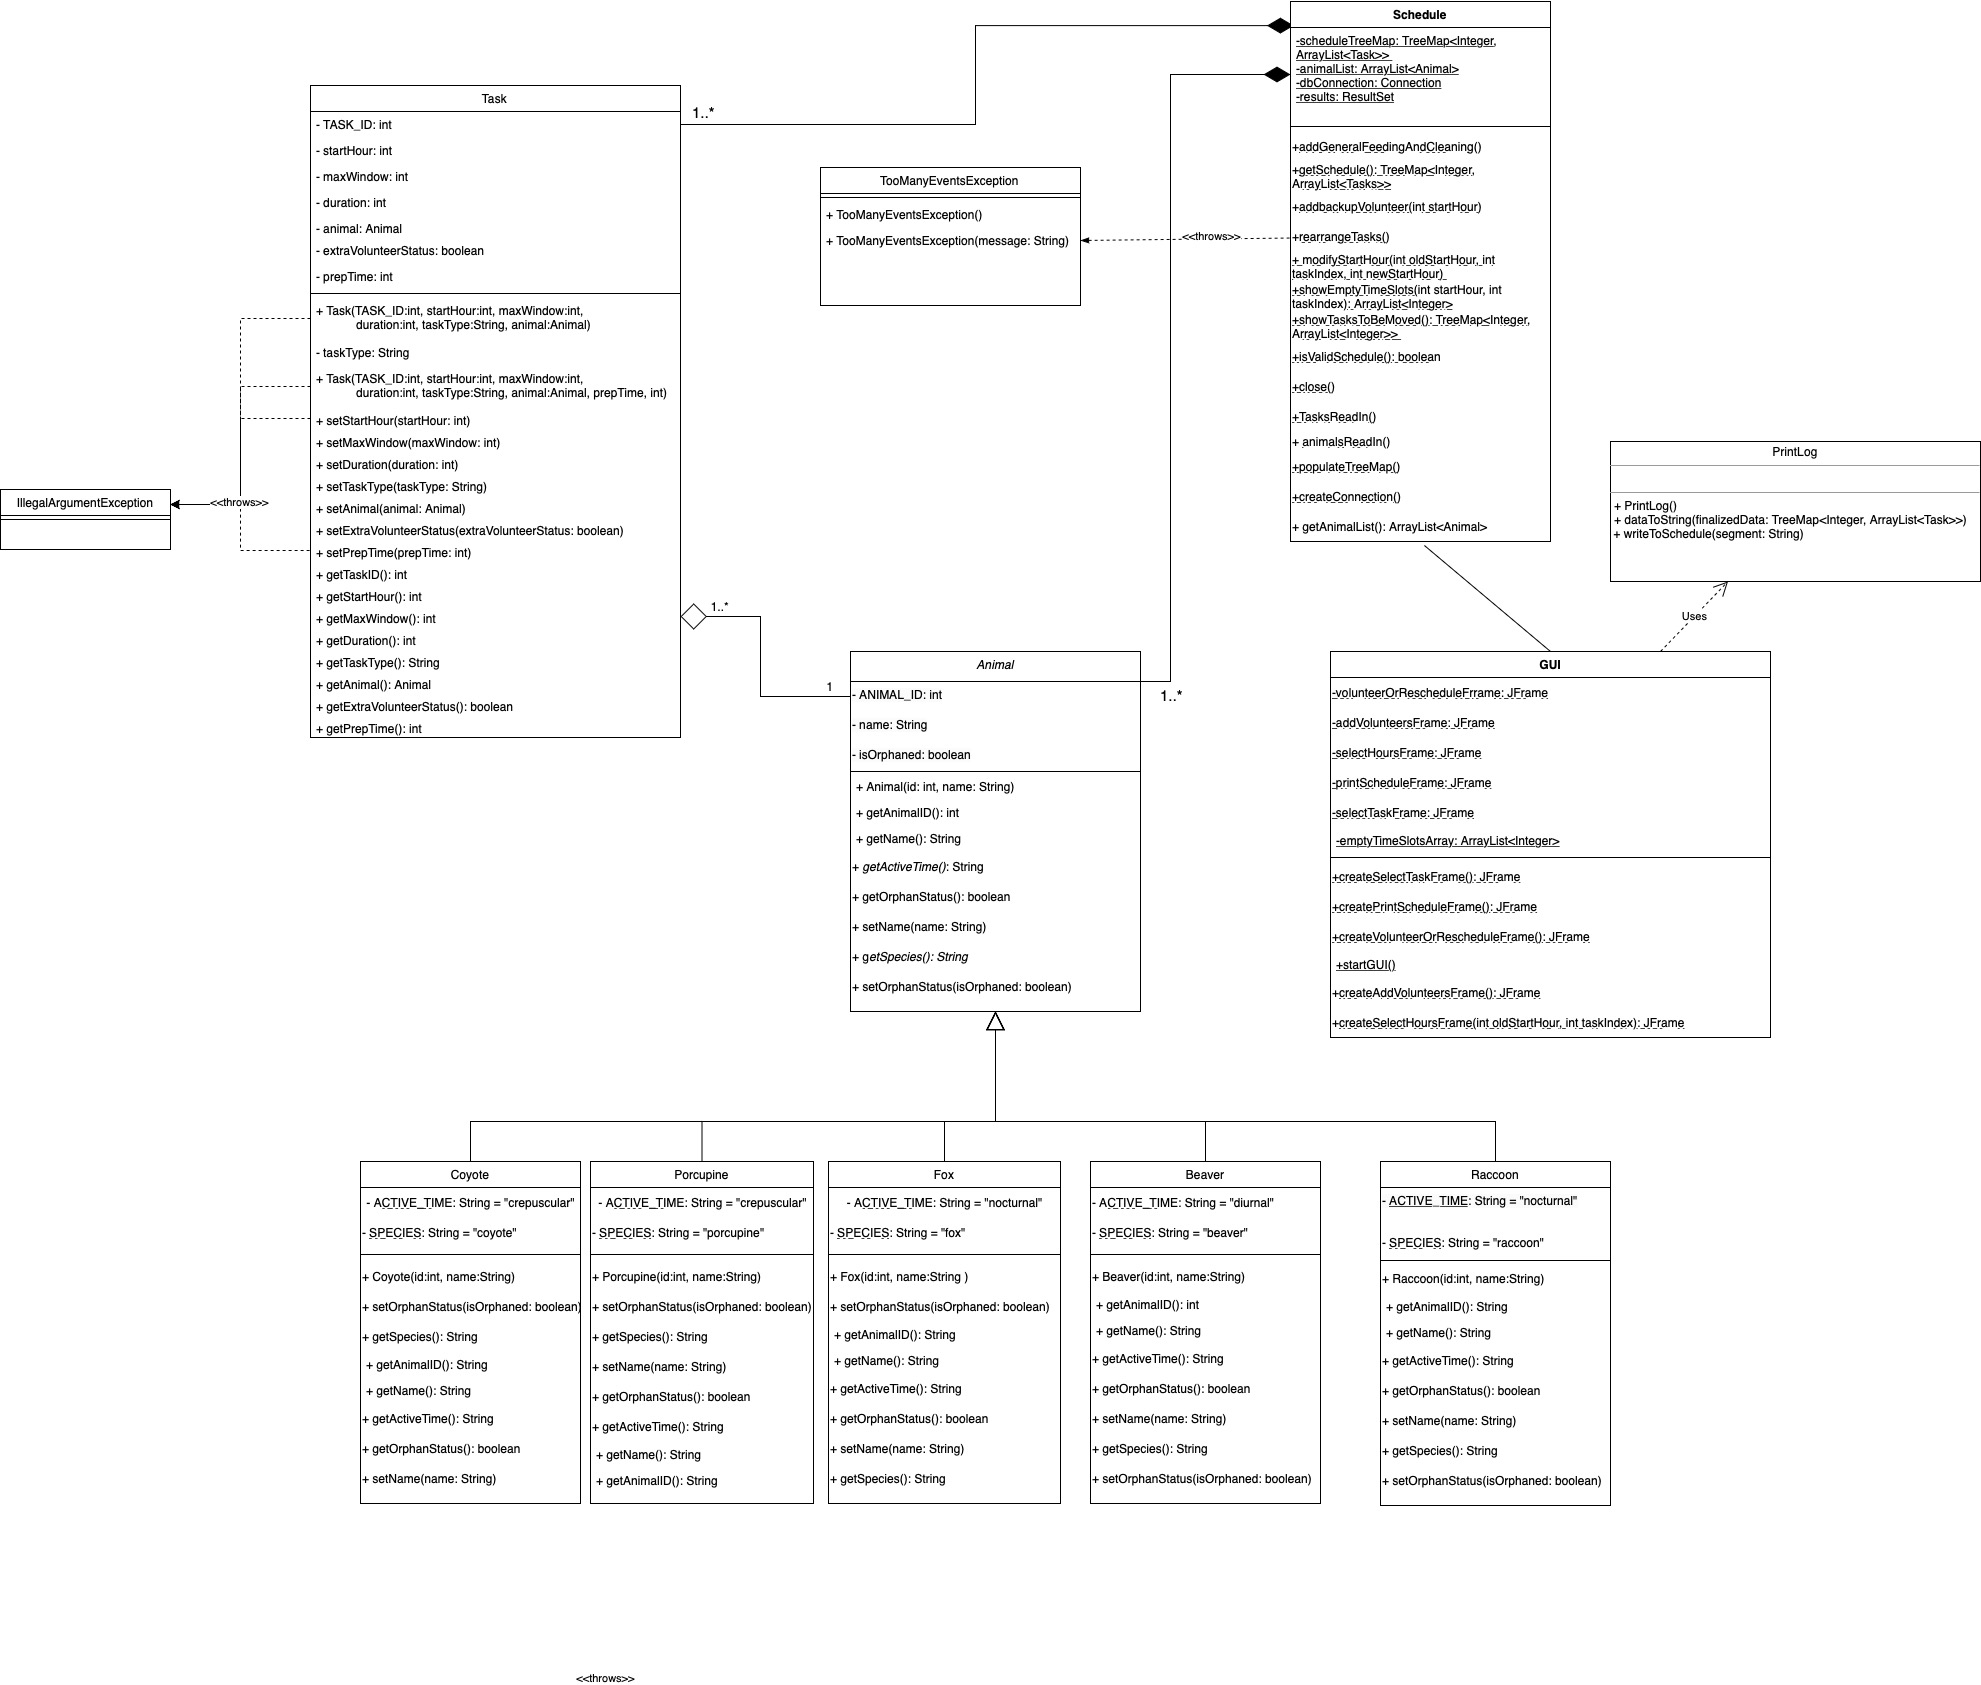 Schedule
-scheduleTreeMap: TreeMap<Integer,
ArrayList<Task>>
-animalList: ArrayList<Animal>
-dbConnection: Connection
-results: ResultSet
+addGeneralFeedingAndCleaning()
+getSchedule(): TreeMap<Integer,
ArrayList<Tasks>>
+addbackupVolunteer(int startHour)
+rearrangeTasks()
+ modifyStartHour(int oldStartHour, int
taskIndex, int newStartHour)
+showEmptyTimeSlots(int startHour, int
taskIndex): ArrayList<Integer>
+showTasksToBeMoved(): TreeMap<Integer,
ArrayList<Integer>>
+isValidSchedule(): boolean
+close()
+TasksReadIn()
+ animalsReadIn()
+populateTreeMap()
+createConnection()
+ getAnimalList(): ArrayList<Animal>
Task
- TASK_ID: int
- startHour: int
- maxWindow: int
- duration: int
- animal: Animal
- extraVolunteerStatus: boolean
- prepTime: int
+ Task(TASK_ID:int, startHour:int, maxWindow:int,
duration:int, taskType:String, animal:Animal)
- taskType: String
+ Task(TASK_ID:int, startHour:int, maxWindow:int,
duration:int, taskType:String, animal:Animal, prepTime, int)
+ setStartHour(startHour: int)
+ setMaxWindow(maxWindow: int)
+ setDuration(duration: int)
+ setTaskType(taskType: String)
+ setAnimal(animal: Animal)
+ setExtraVolunteerStatus(extraVolunteerStatus: boolean)
+ setPrepTime(prepTime: int)
+ getTaskID(): int
+ getStartHour(): int
+ getMaxWindow(): int
+ getDuration(): int
+ getTaskType(): String
+ getAnimal(): Animal
+ getExtraVolunteerStatus(): boolean
+ getPrepTime(): int
1..*
TooManyEventsException
+ TooManyEventsException()
+ TooManyEventsException(message: String)
<<throws>>
IllegalArgumentException
<<throws>>
PrintLog
+ PrintLog()
+ dataToString(finalizedData: TreeMap<Integer, ArrayList<Task>>)
+ writeToSchedule(segment: String)
Uses
1..*
1
1..*
Animal
- ANIMAL_ID: int
- name: String
- isOrphaned: boolean
+ Animal(id: int, name: String)
+ getAnimalID(): int
+ getName(): String
+ getActiveTime(): String
+ getOrphanStatus(): boolean
+ setName(name: String)
+ getSpecies(): String
+ setOrphanStatus(isOrphaned: boolean)
GUI
-volunteerOrRescheduleFrrame: JFrame
-addVolunteersFrame: JFrame
-selectHoursFrame: JFrame
-printScheduleFrame: JFrame
-selectTaskFrame: JFrame
-emptyTimeSlotsArray: ArrayList<Integer>
+createSelectTaskFrame(): JFrame
+createPrintScheduleFrame(): JFrame
+createVolunteerOrRescheduleFrame(): JFrame
+startGUI()
+createAddVolunteersFrame(): JFrame
+createSelectHoursFrame(int oldStartHour, int taskIndex): JFrame
Coyote
- ACTIVE_TIME: String = "crepuscular"
- SPECIES: String = "coyote"
+ Coyote(id:int, name:String)
+ setOrphanStatus(isOrphaned: boolean)
+ getSpecies(): String
+ getAnimalID(): String
+ getName(): String
+ getActiveTime(): String
+ getOrphanStatus(): boolean
+ setName(name: String)
Porcupine
- ACTIVE_TIME: String = "crepuscular"
- SPECIES: String = "porcupine"
+ Porcupine(id:int, name:String)
+ setOrphanStatus(isOrphaned: boolean)
+ getSpecies(): String
+ setName(name: String)
+ getOrphanStatus(): boolean
+ getActiveTime(): String
+ getName(): String
+ getAnimalID(): String
Fox
- ACTIVE_TIME: String = "nocturnal"
- SPECIES: String = "fox"
+ Fox(id:int, name:String )
+ setOrphanStatus(isOrphaned: boolean)
+ getAnimalID(): String
+ getName(): String
+ getActiveTime(): String
+ getOrphanStatus(): boolean
+ setName(name: String)
+ getSpecies(): String
Beaver
- ACTIVE_TIME: String = "diurnal"
- SPECIES: String = "beaver"
+ Beaver(id:int, name:String)
+ getAnimalID(): int
+ getName(): String
+ getActiveTime(): String
+ getOrphanStatus(): boolean
+ setName(name: String)
+ getSpecies(): String
+ setOrphanStatus(isOrphaned: boolean)
Raccoon
- ACTIVE_TIME: String = "nocturnal"
- SPECIES: String = "raccoon"
+ Raccoon(id:int, name:String)
+ getAnimalID(): String
+ getName(): String
+ getActiveTime(): String
+ getOrphanStatus(): boolean
+ setName(name: String)
+ getSpecies(): String
+ setOrphanStatus(isOrphaned: boolean)
<<throws>>